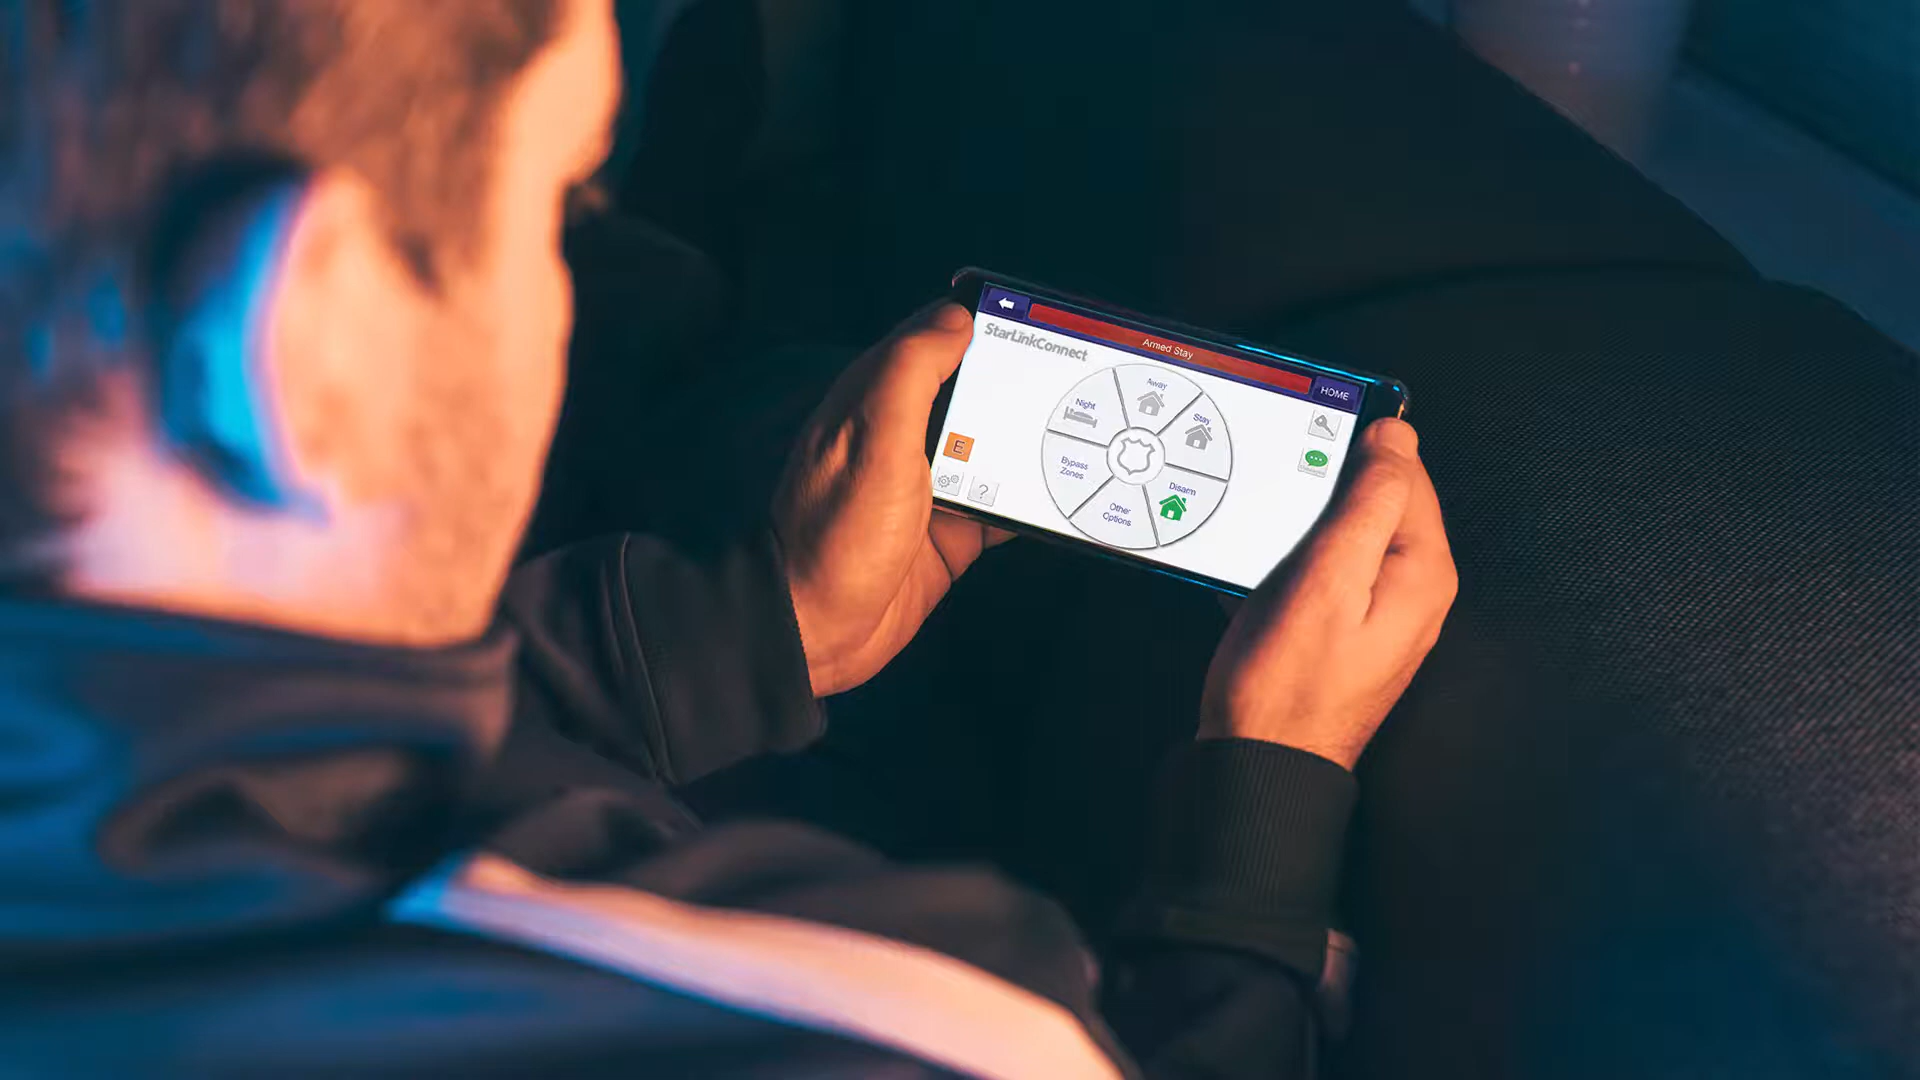 Armed Stay
HOME
StarLinkConnect
Away
Night
Stay
E
Bypass
Zones
Disarm
?
Other
Options